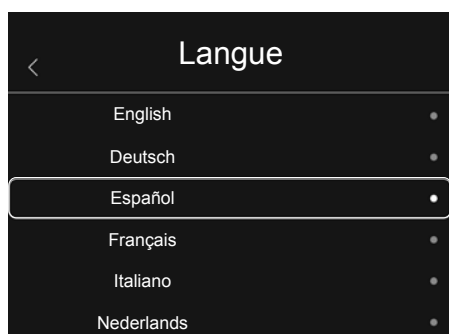 Langue
English
Deutsch
Español
Français
Italiano
Nederlands